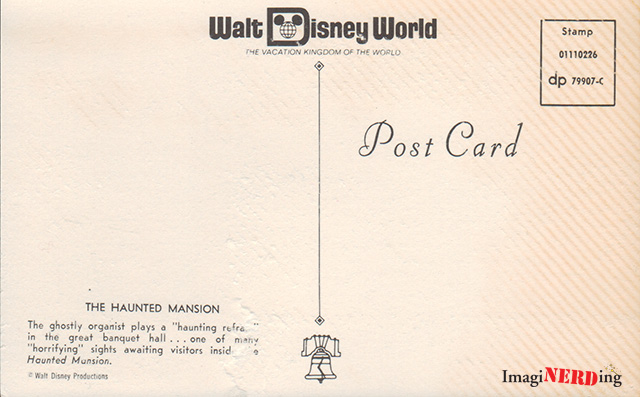 Walt Disney World
THE VACATION KINGDOM OF THE WORLD
Stamp
01110226
dp 79907-C
Post Card
THE HAUNTED MANSION
The ghostly organist plays a "haunting
in the great banquet hall ... one of many
"horrifying" sights awaiting visitors
Haunted Mansion.
© Walt Disney Productions
ImagiNERDing